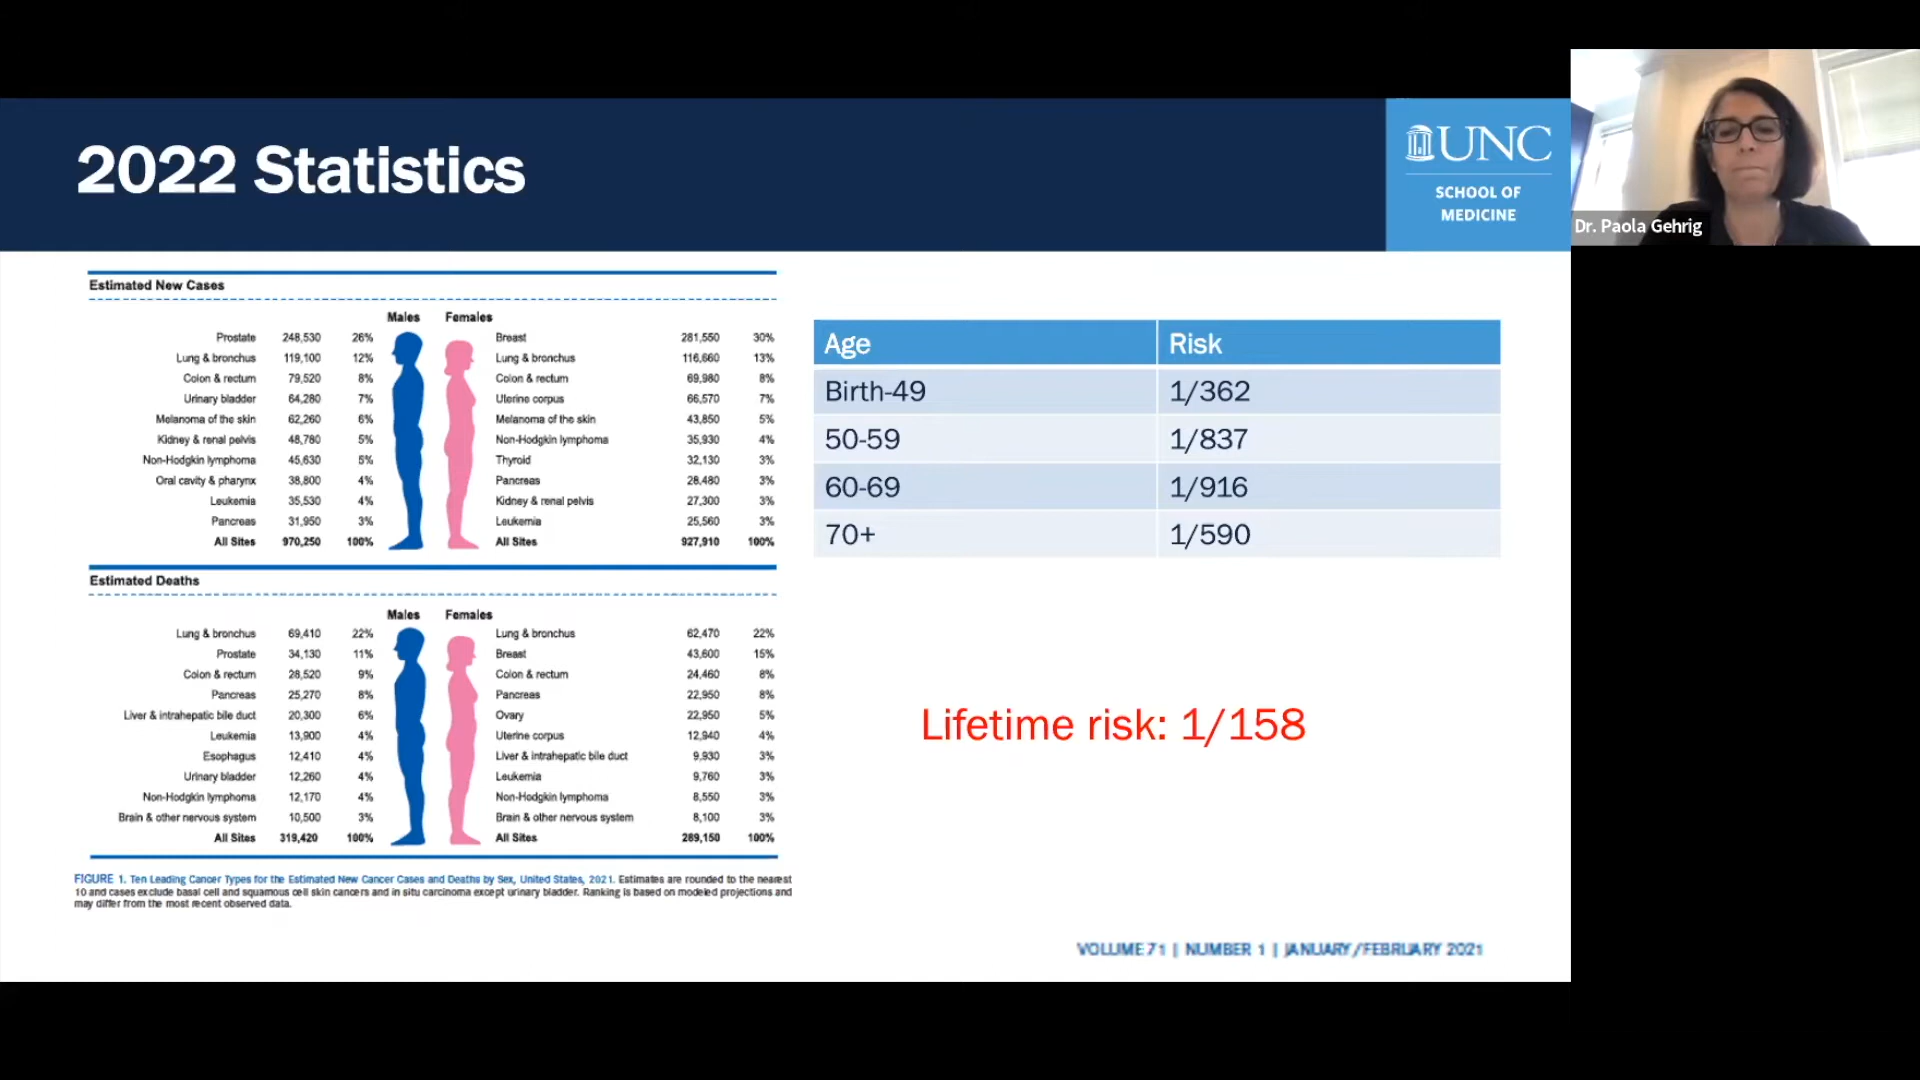 2022 Statistics
UNC
SCHOOL OF
MEDICINE
Dr. Paola Gehrig
Estimated New Cases
Males Females
Prostate 248,530 26% Breast 281,550 30%
Lung & bronchus 119,100 12% Lung & bronchus 116,660 13%
Colon & rectum 79,520 8% Colon & rectum 69,980 8%
Urinary bladder 64,280 7% Uterine corpus 66,570 7%
Melanoma of the skin 62,260 6% Melanoma of the skin 43,850 5%
Kidney & renal pelvis 48,780 5% Non-Hodgkin lymphoma 35,930 4%
Non-Hodgkin lymphoma 45,630 5% Thyroid 32,130 3%
Oral cavity & pharynx 38,800 4% Pancreas 28,480 3%
Leukemia 35,530 4% Kidney & renal pelvis 27,300 3%
Pancreas 31,950 3% Leukemia 25,560 3%
All Sites 970,250 100% All Sites 927,910 100%
Estimated Deaths
Males Females
Lung & bronchus 69,410 22% Lung & bronchus 62,470 22%
Prostate 34,130 11% Breast 43,600 15%
Colon & rectum 28,520 9% Colon & rectum 24,460 8%
Pancreas 25,270 8% Pancreas 22,950 8%
Liver & intrahepatic bile duct 20,300 6% Ovary 22,950 5%
Leukemia 13,900 4% Uterine corpus 12,940 4%
Esophagus 12,410 4% Liver & intrahepatic bile duct 9,930 3%
Urinary bladder 12,260 4% Leukemia 9,760 3%
Non-Hodgkin lymphoma 12,170 4% Non-Hodgkin lymphoma 8,550 3%
Brain & other nervous system 10,500 3% Brain & other nervous system 8,100 3%
All Sites 319,420 100% All Sites 289,150 100%
FIGURE 1. Ten Leading Cancer Types for the Estimated New Cancer Cases and Deaths by Sex, United States, 2021. Estimates are rounded to the nearest
10 and cases exclude basal cell and squamous cell skin cancers and in situ carcinoma except urinary bladder. Ranking is based on modeled projections and
may differ from the most recent observed data.
Age Risk
Birth-49 1/362
50-59 1/837
60-69 1/916
70+ 1/590
Lifetime risk: 1/158
VOLUME 71 | NUMBER 1 | JANUARY/FEBRUARY 2021